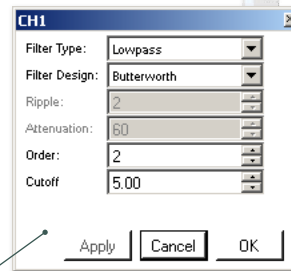 CH1
Filter Type: Lowpass
Filter Design: Butterworth
Ripple: 2
Attenuation: 60
Order: 2
Cutoff 5.00
Apply Cancel OK